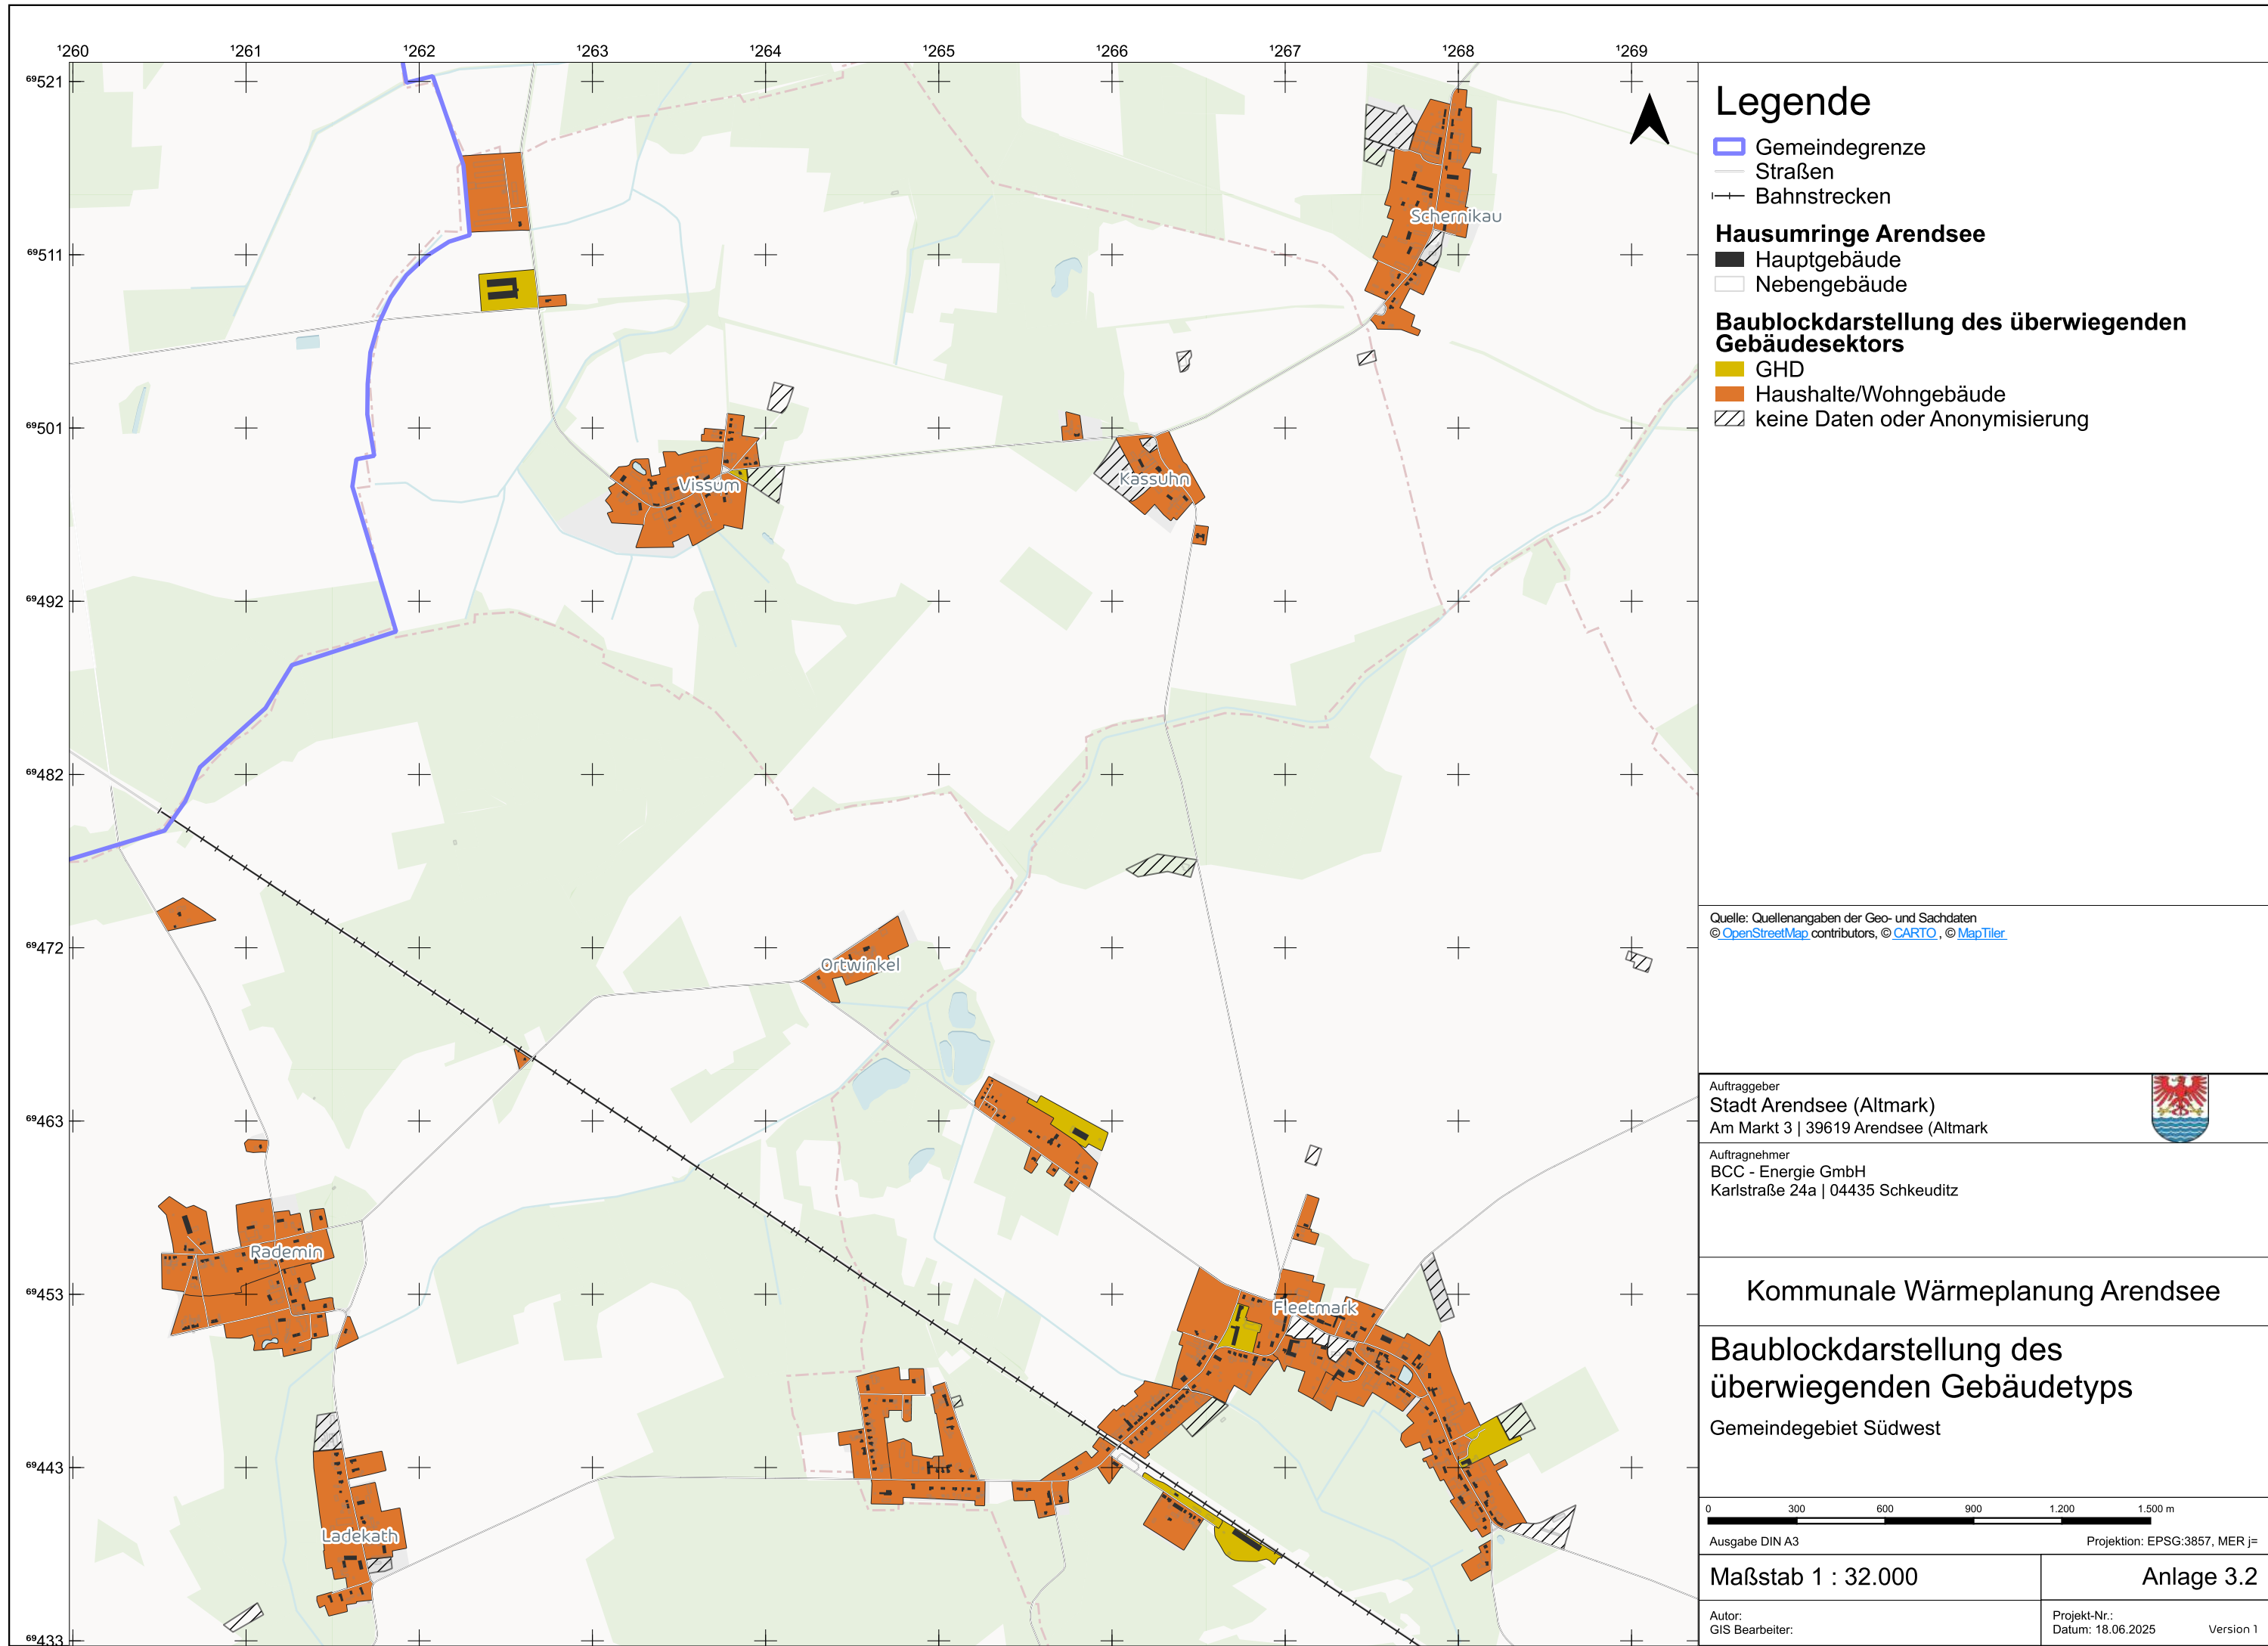 ¹260 ¹261 ¹262 ¹263 ¹264 ¹265 ¹266 ¹267 ¹268 ¹269
⁶⁹521
⁶⁹511
⁶⁹501
⁶⁹492
⁶⁹482
⁶⁹472
⁶⁹463
⁶⁹453
⁶⁹443
⁶⁹433
Schernikau
Vissum
Kassuhn
Ortwinkel
Rademin
Fleetmark
Ladekath
Legende
Gemeindegrenze
Straßen
Bahnstrecken
Hausumringe Arendsee
Hauptgebäude
Nebengebäude
Baublockdarstellung des überwiegenden
Gebäudesektors
GHD
Haushalte/Wohngebäude
keine Daten oder Anonymisierung
Quelle: Quellenangaben der Geo- und Sachdaten
© OpenStreetMap contributors, © CARTO , © MapTiler
Auftraggeber
Stadt Arendsee (Altmark)
Am Markt 3 | 39619 Arendsee (Altmark
Auftragnehmer
BCC - Energie GmbH
Karlstraße 24a | 04435 Schkeuditz
Kommunale Wärmeplanung Arendsee
Baublockdarstellung des
überwiegenden Gebäudetyps
Gemeindegebiet Südwest
0 300 600 900 1.200 1.500 m
Ausgabe DIN A3 Projektion: EPSG:3857, MER j=
Maßstab 1 : 32.000 Anlage 3.2
Autor:
GIS Bearbeiter:
Projekt-Nr.:
Datum: 18.06.2025 Version 1